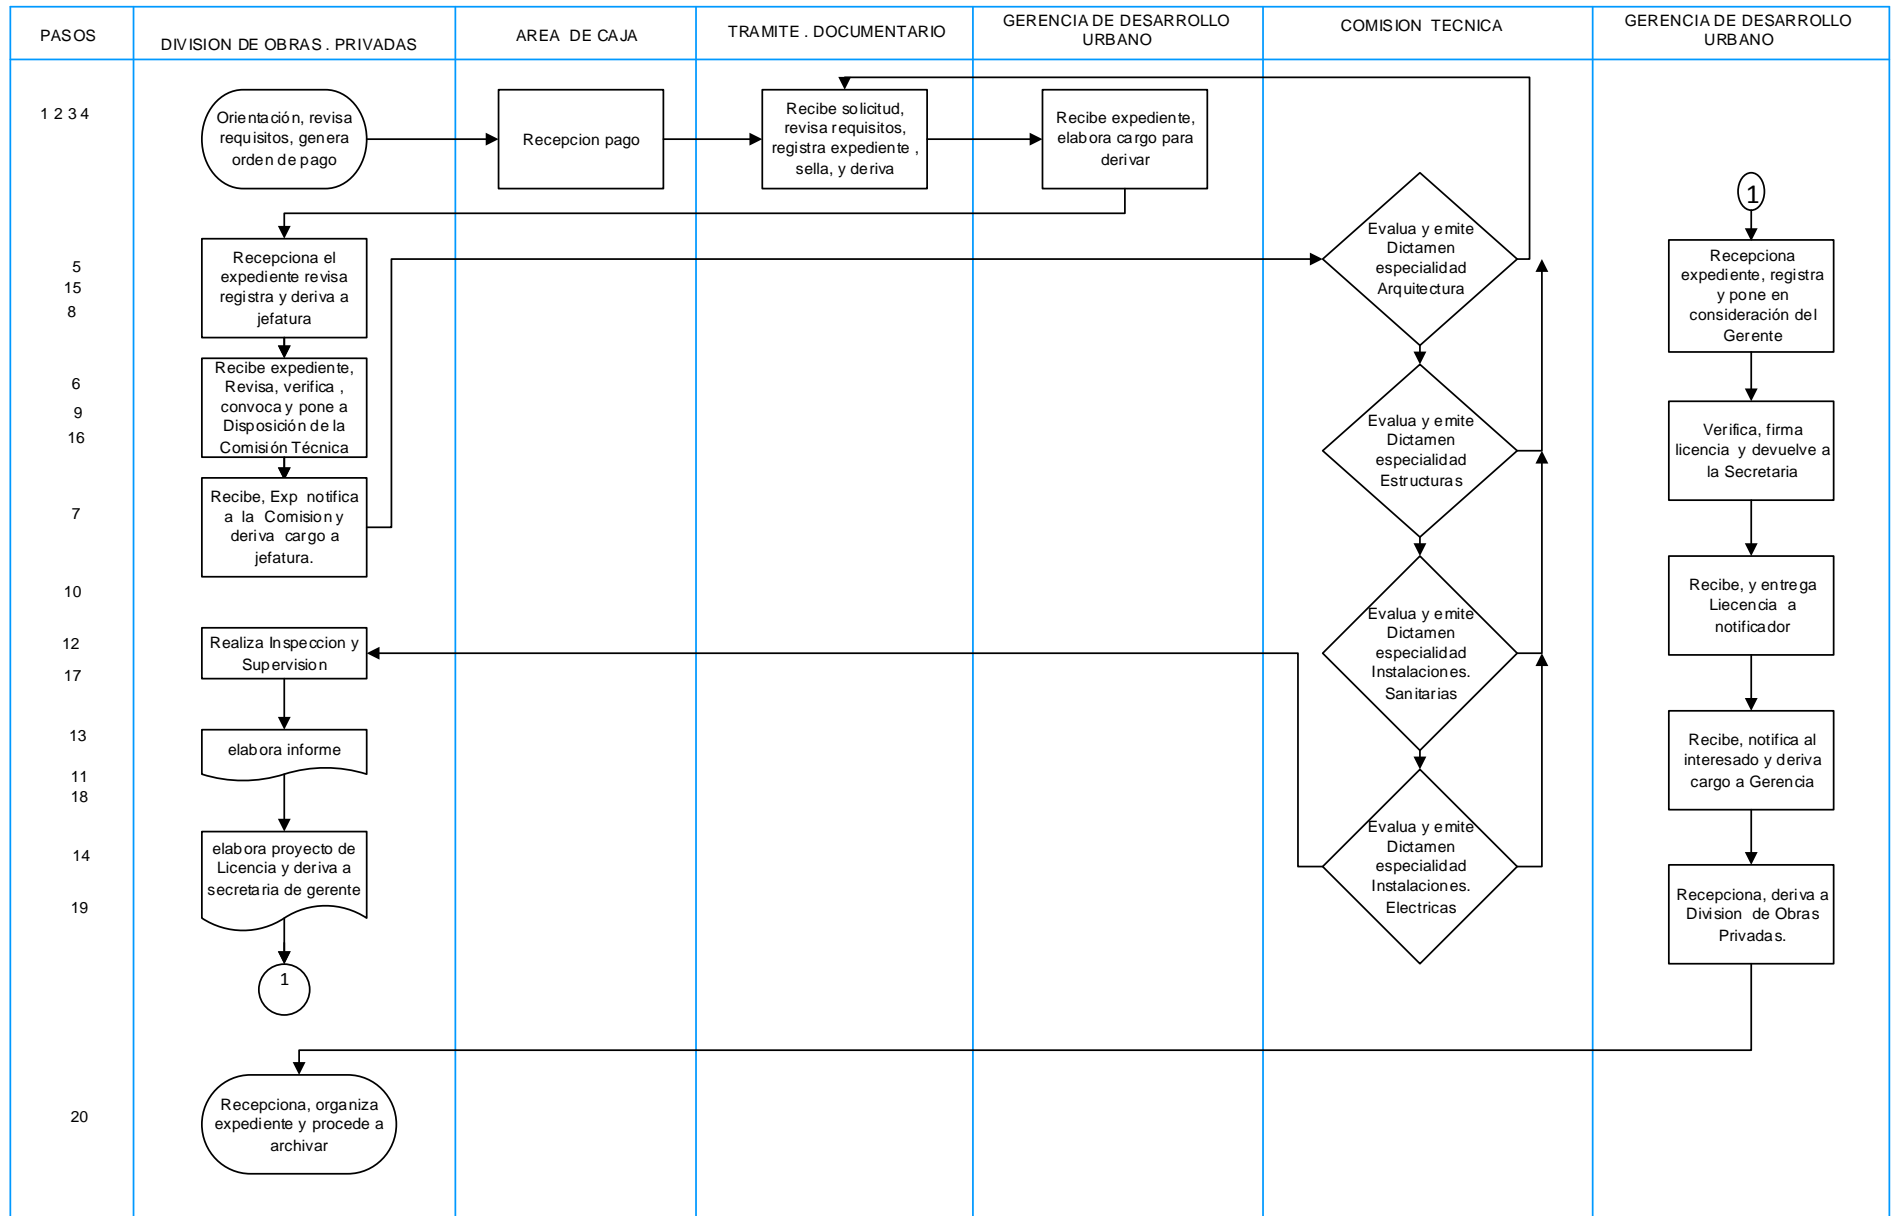 PASOS
DIVISION DE OBRAS . PRIVADAS
AREA DE CAJA
TRAMITE . DOCUMENTARIO
GERENCIA DE DESARROLLO
URBANO
COMISION TECNICA
GERENCIA DE DESARROLLO
URBANO
1 2 3 4
Orientación, revisa
requisitos, genera
orden de pago
Recepcion pago
Recibe solicitud,
revisa requisitos,
registra expediente ,
sella, y deriva
Recibe expediente,
elabora cargo para
derivar
1
5
15
8
Recepciona el
expediente revisa
registra y deriva a
jefatura
Evalua y emite
Dictamen
especialidad
Arquitectura
Recepciona
expediente, registra
y pone en
consideración del
Gerente
6
9
16
Recibe expediente,
Revisa, verifica ,
convoca y pone a
Disposición de la
Comisión Técnica
Evalua y emite
Dictamen
especialidad
Estructuras
Verifica, firma
licencia y devuelve a
la Secretaria
7
Recibe, Exp notifica
a la Comision y
deriva cargo a
jefatura.
10
12
17
Realiza Inspeccion y
Supervision
Evalua y emite
Dictamen
especialidad
Instalaciones.
Sanitarias
Recibe, y entrega
Liecencia a
notificador
13
11
18
elabora informe
Recibe, notifica al
interesado y deriva
cargo a Gerencia
14
19
elabora proyecto de
Licencia y deriva a
secretaria de gerente
Evalua y emite
Dictamen
especialidad
Instalaciones.
Electricas
Recepciona, deriva a
Division de Obras
Privadas.
1
20
Recepciona, organiza
expediente y procede a
archivar